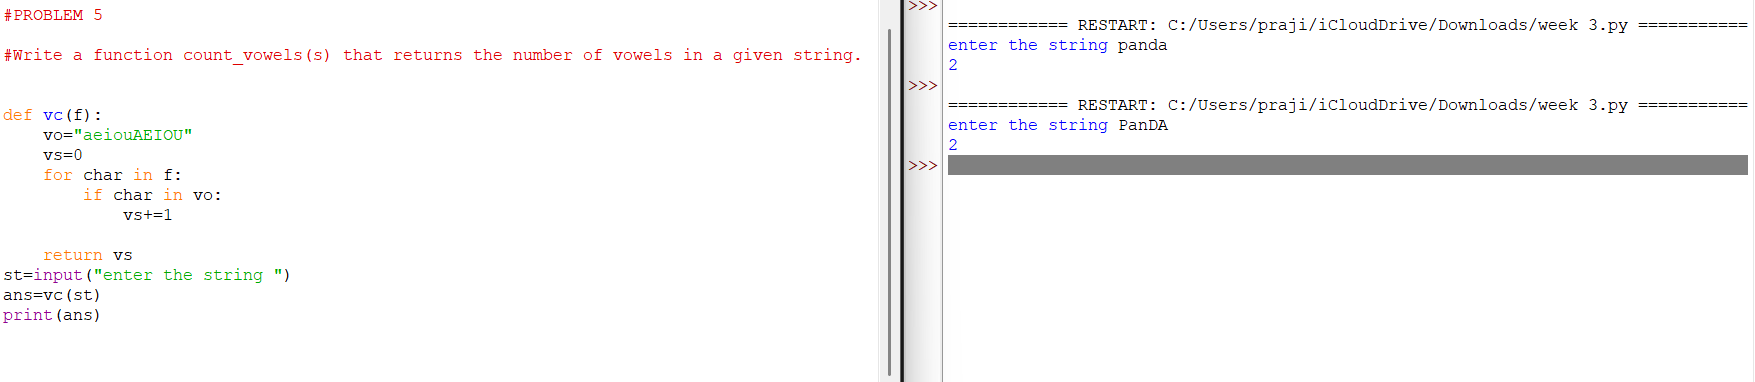 #PROBLEM 5
#Write a function count_vowels(s) that returns the number of vowels in a given string.
def vc(f):
    vo="aeiouAEIOU"
    vs=0
    for char in f:
        if char in vo:
            vs+=1
    return vs
st=input("enter the string ")
ans=vc(st)
print(ans)
>>>
============ RESTART: C:/Users/praji/iCloudDrive/Downloads/week 3.py ===========
enter the string panda
2
>>>
============ RESTART: C:/Users/praji/iCloudDrive/Downloads/week 3.py ===========
enter the string PanDA
2
>>>